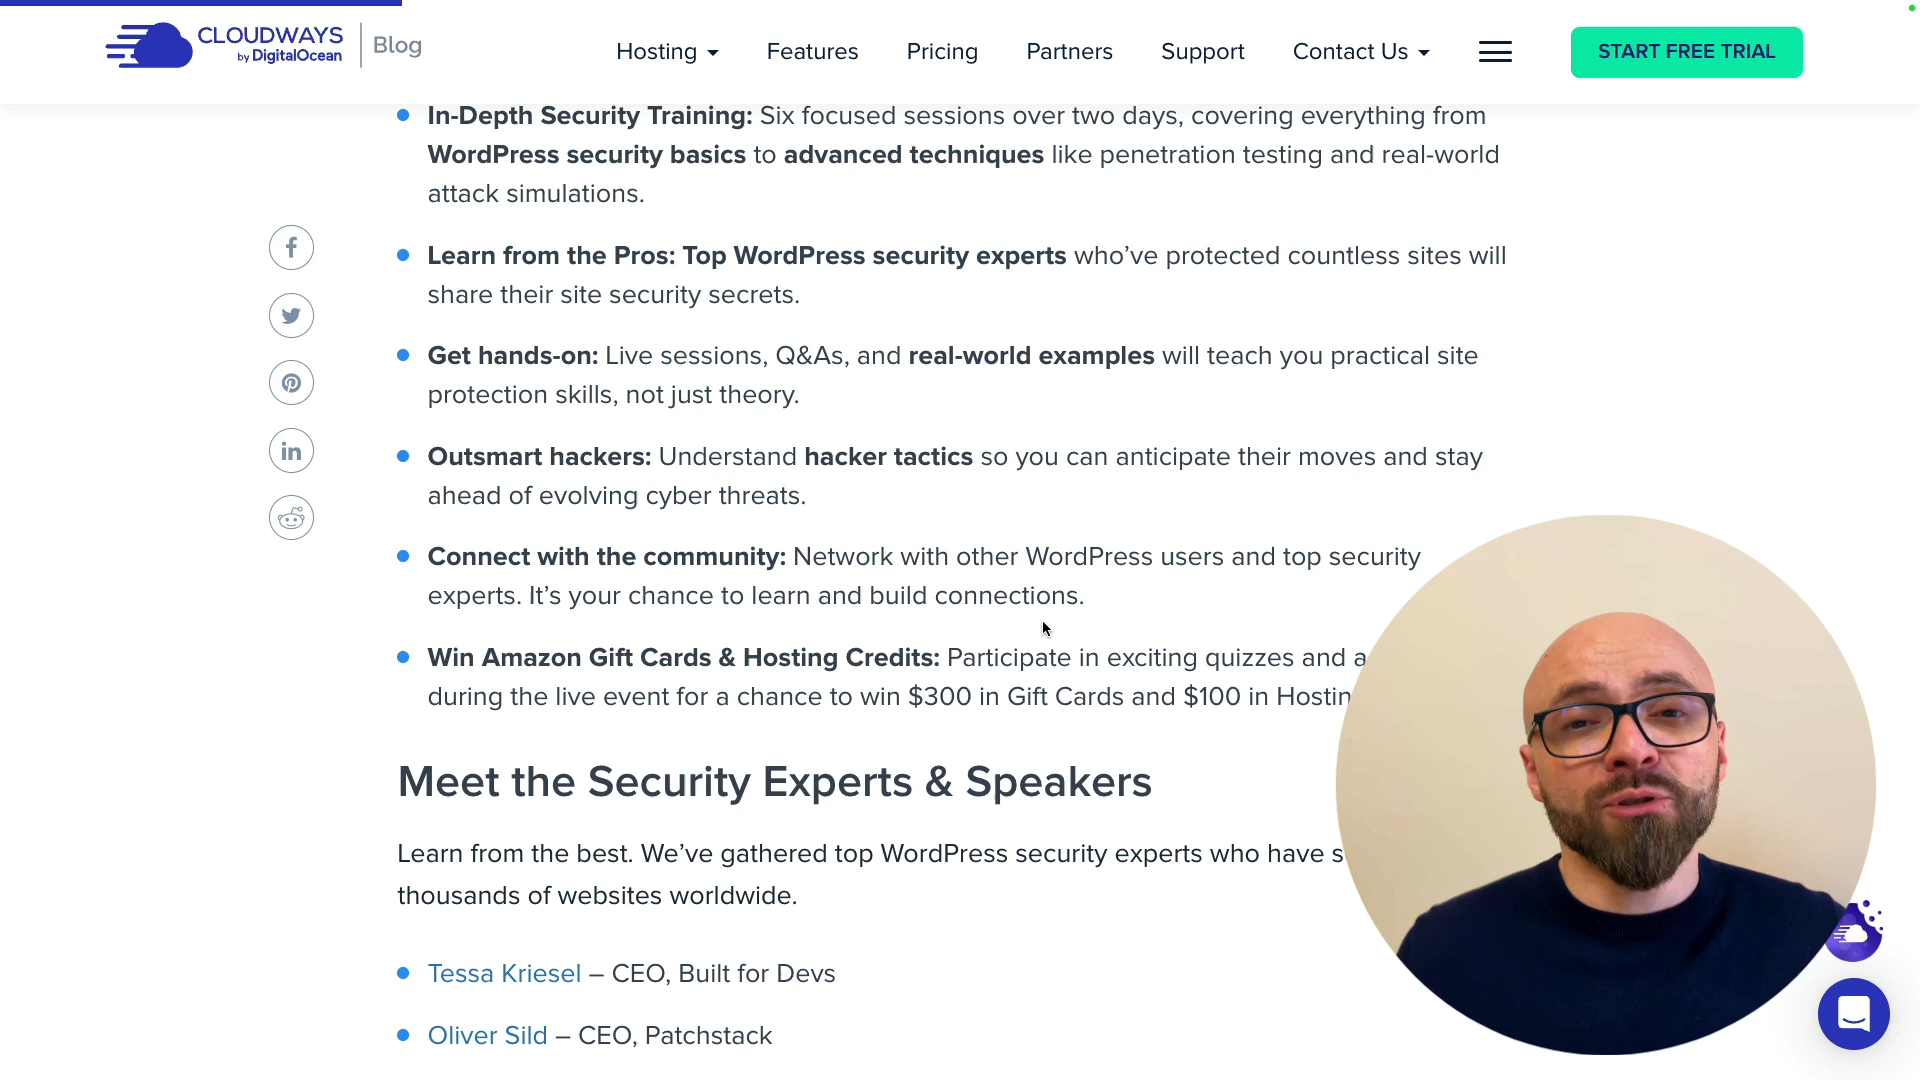 CLOUDWAYS
by DigitalOcean
Blog
Hosting
Features
Pricing
Partners
Support
Contact Us
START FREE TRIAL
In-Depth Security Training: Six focused sessions over two days, covering everything from
WordPress security basics to advanced techniques like penetration testing and real-world
attack simulations.
Learn from the Pros: Top WordPress security experts who’ve protected countless sites will
share their site security secrets.
Get hands-on: Live sessions, Q&As, and real-world examples will teach you practical site
protection skills, not just theory.
Outsmart hackers: Understand hacker tactics so you can anticipate their moves and stay
ahead of evolving cyber threats.
Connect with the community: Network with other WordPress users and top security
experts. It’s your chance to learn and build connections.
Win Amazon Gift Cards & Hosting Credits: Participate in exciting quizzes and
during the live event for a chance to win $300 in Gift Cards and $100 in
Meet the Security Experts & Speakers
Learn from the best. We’ve gathered top WordPress security experts who have
thousands of websites worldwide.
Tessa Kriesel – CEO, Built for Devs
Oliver Sild – CEO, Patchstack